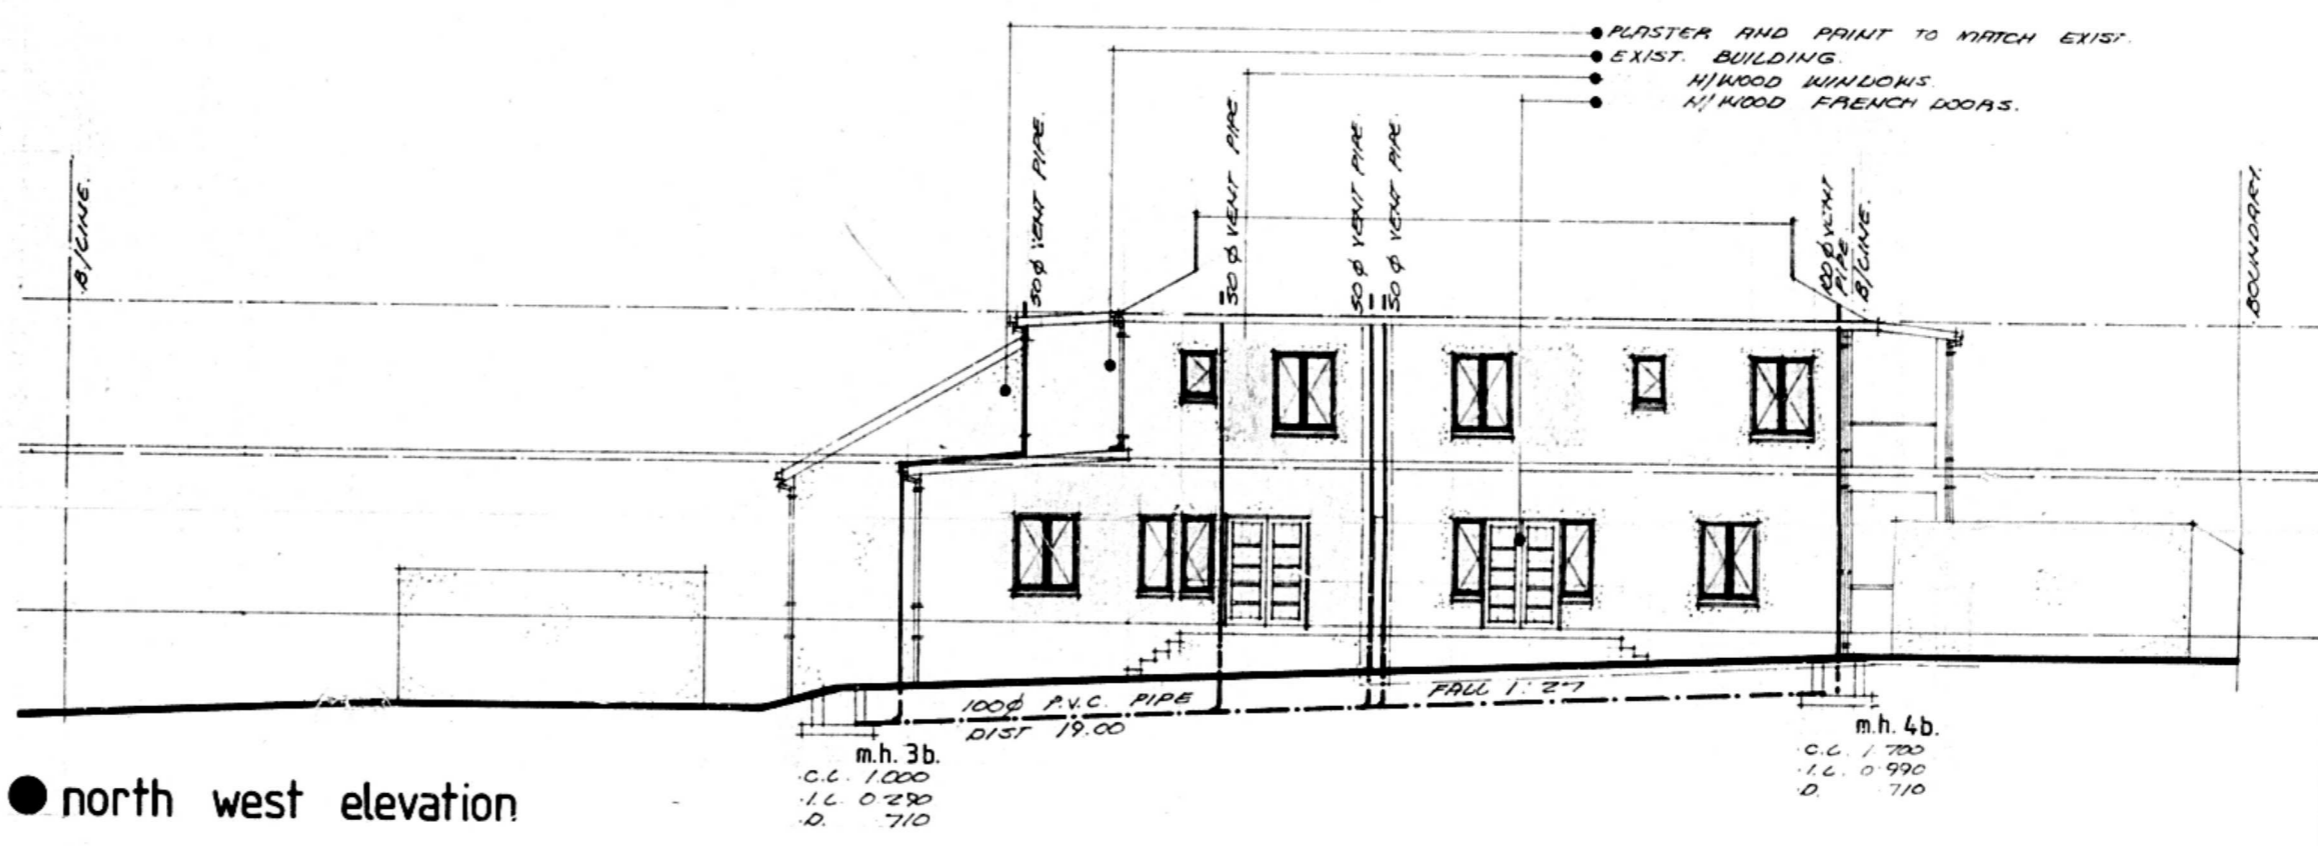 PLASTER AND PAINT TO MATCH EXIST.
EXIST. BUILDING.
H/WOOD WINDOWS.
H/WOOD FRENCH DOORS.
B/LINE.
50 Ø VENT PIPE.
50 Ø VENT PIPE.
50 Ø VENT PIPE.
50 Ø VENT PIPE.
100 Ø VENT
PIPE.
B/LINE.
BOUNDARY.
100Ø P.V.C. PIPE
DIST 19.00
FALL 1:27
m.h. 3b.
C.L. 1.000
I.L. 0.290
D. 710
m.h. 4b.
C.L. 1.700
I.L. 0.990
D. 710
north west elevation